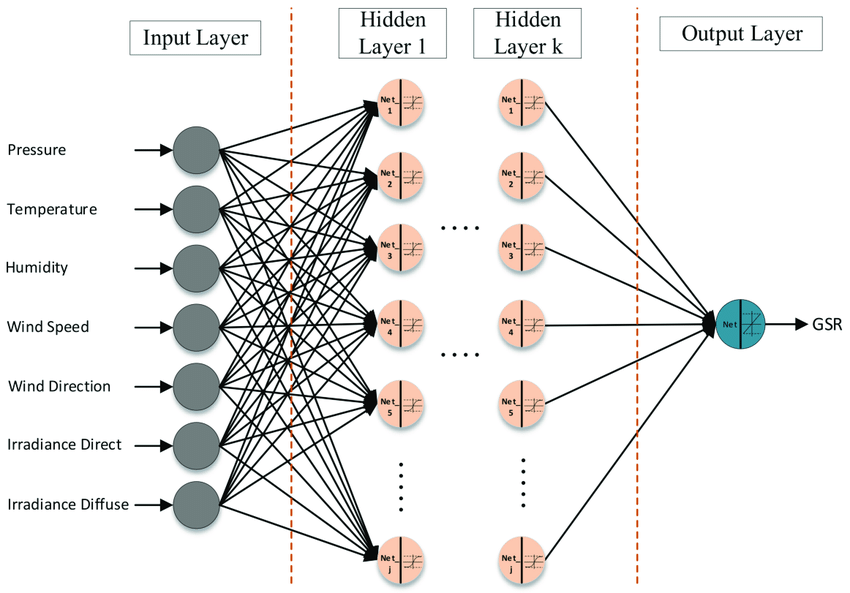 Input Layer
Hidden
Layer 1
Hidden
Layer k
Output Layer
Pressure
Temperature
Humidity
Wind Speed
Wind Direction
Irradiance Direct
Irradiance Diffuse
Net
1
Net
2
Net
3
Net
4
Net
5
Net
j
Net
1
Net
2
Net
3
Net
4
Net
5
Net
j
Net
GSR